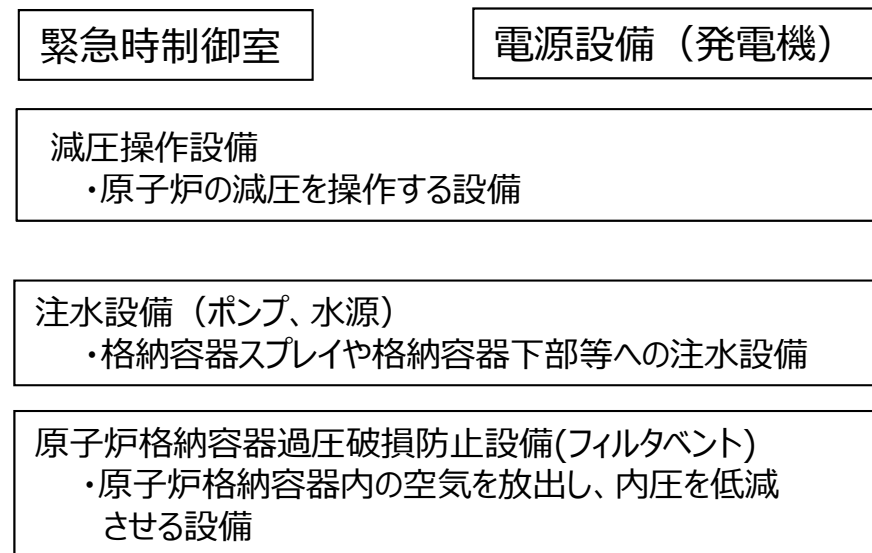 緊急時制御室
電源設備（発電機）
減圧操作設備
・原子炉の減圧を操作する設備
注水設備（ポンプ、水源）
・格納容器スプレイや格納容器下部等への注水設備
原子炉格納容器過圧破損防止設備(フィルタベント)
・原子炉格納容器内の空気を放出し、内圧を低減
させる設備